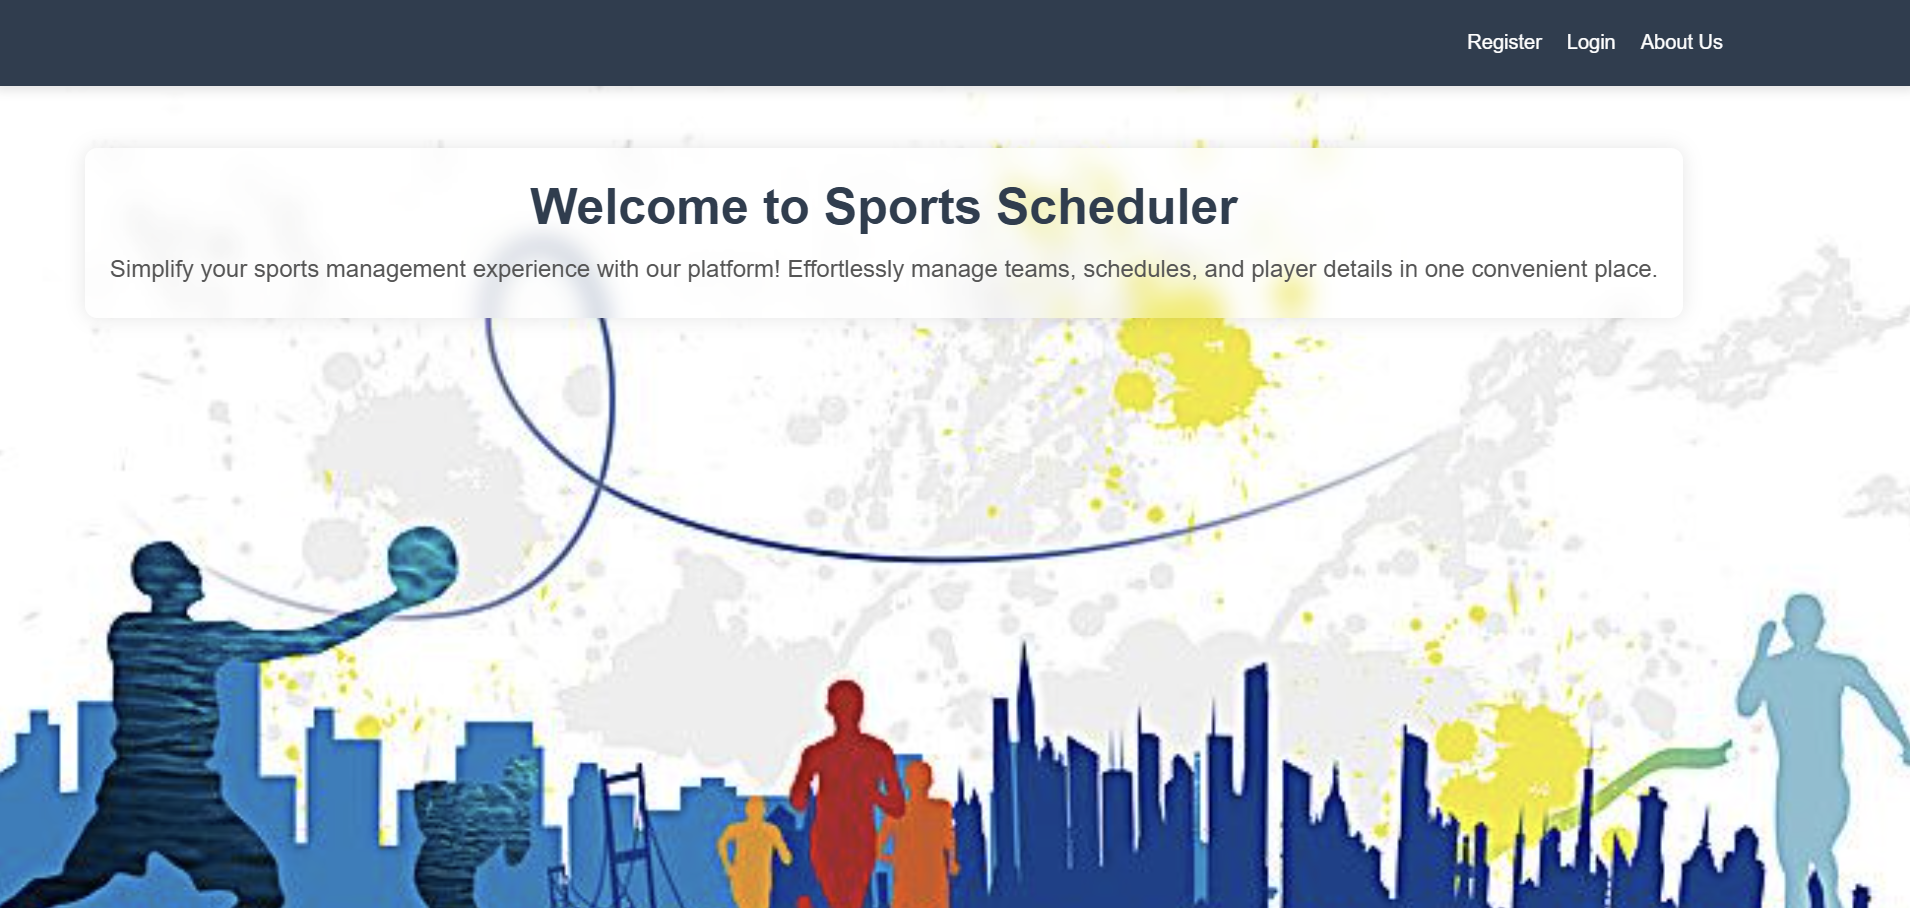 Register Login About Us
Welcome to Sports Scheduler
Simplify your sports management experience with our platform! Effortlessly manage teams, schedules, and player details in one convenient place.